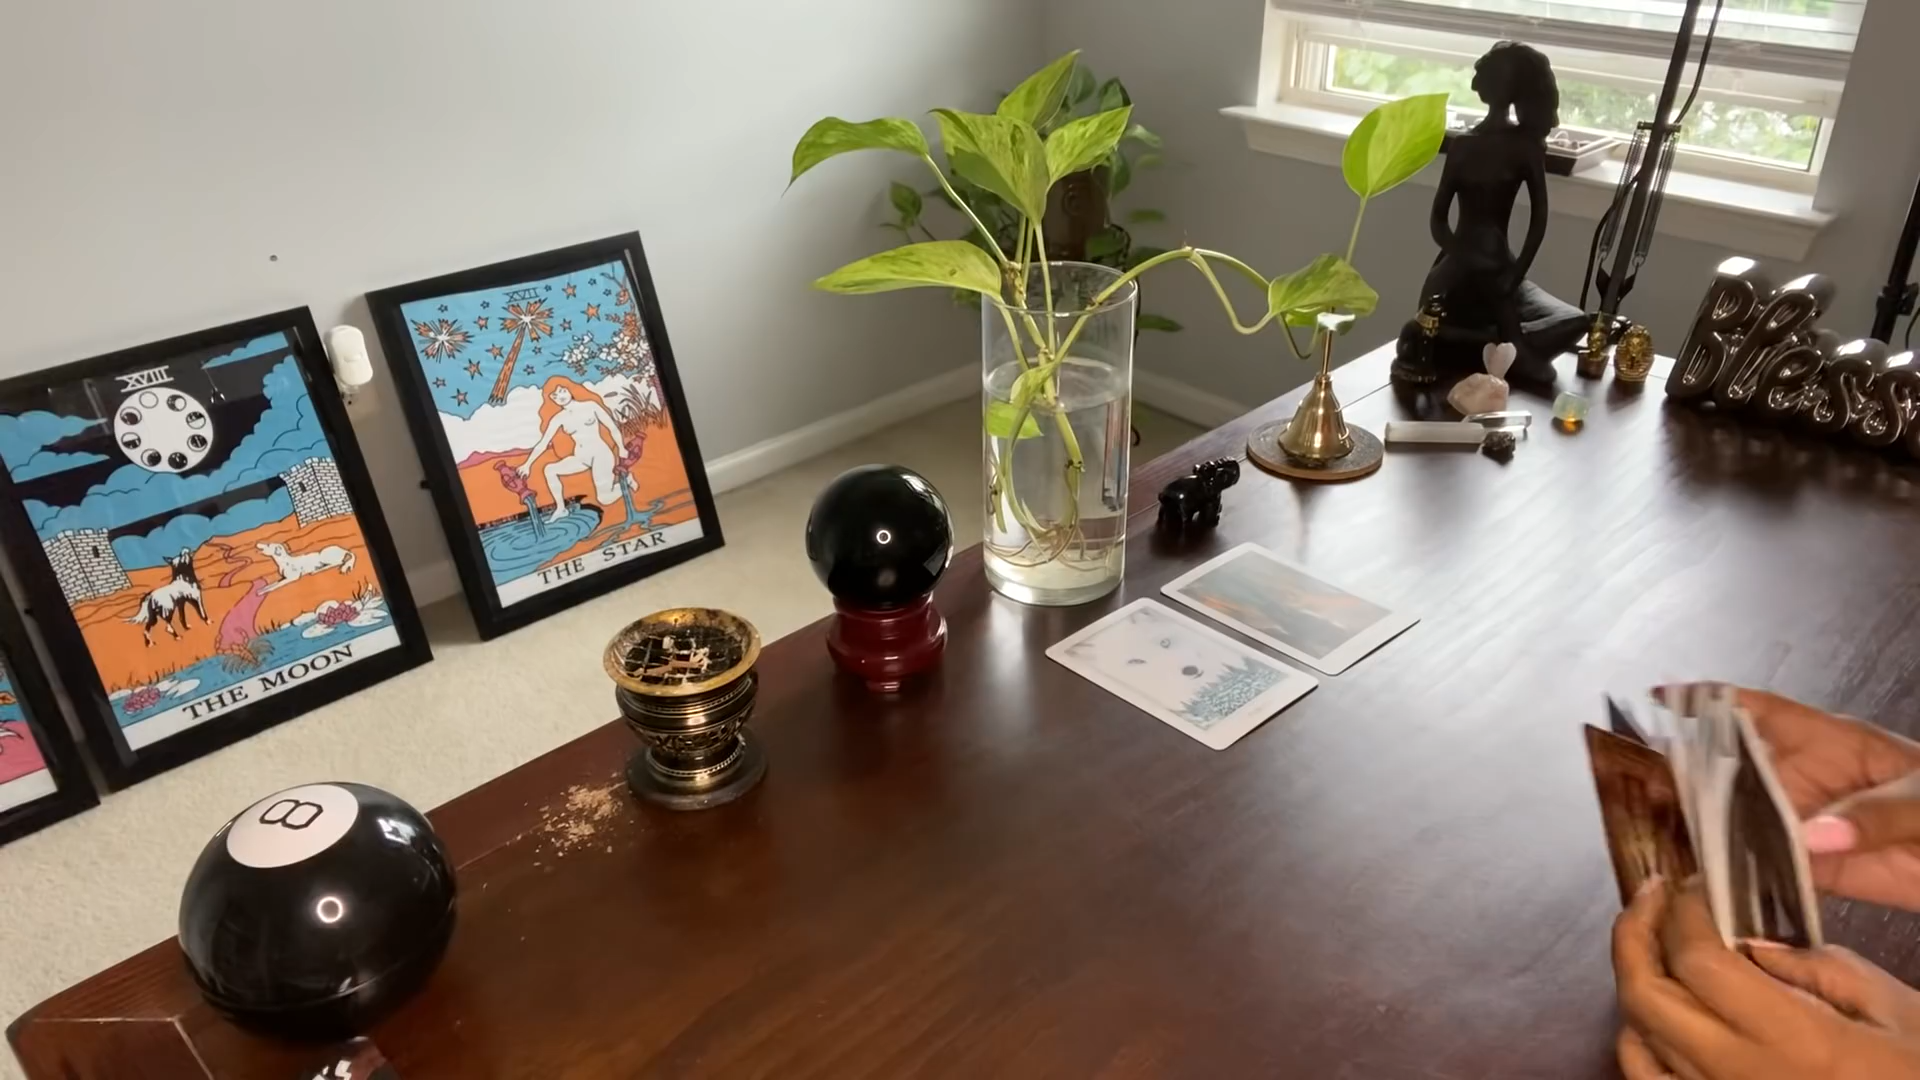 XVIII
THE MOON
XVII
THE STAR
8
Bless